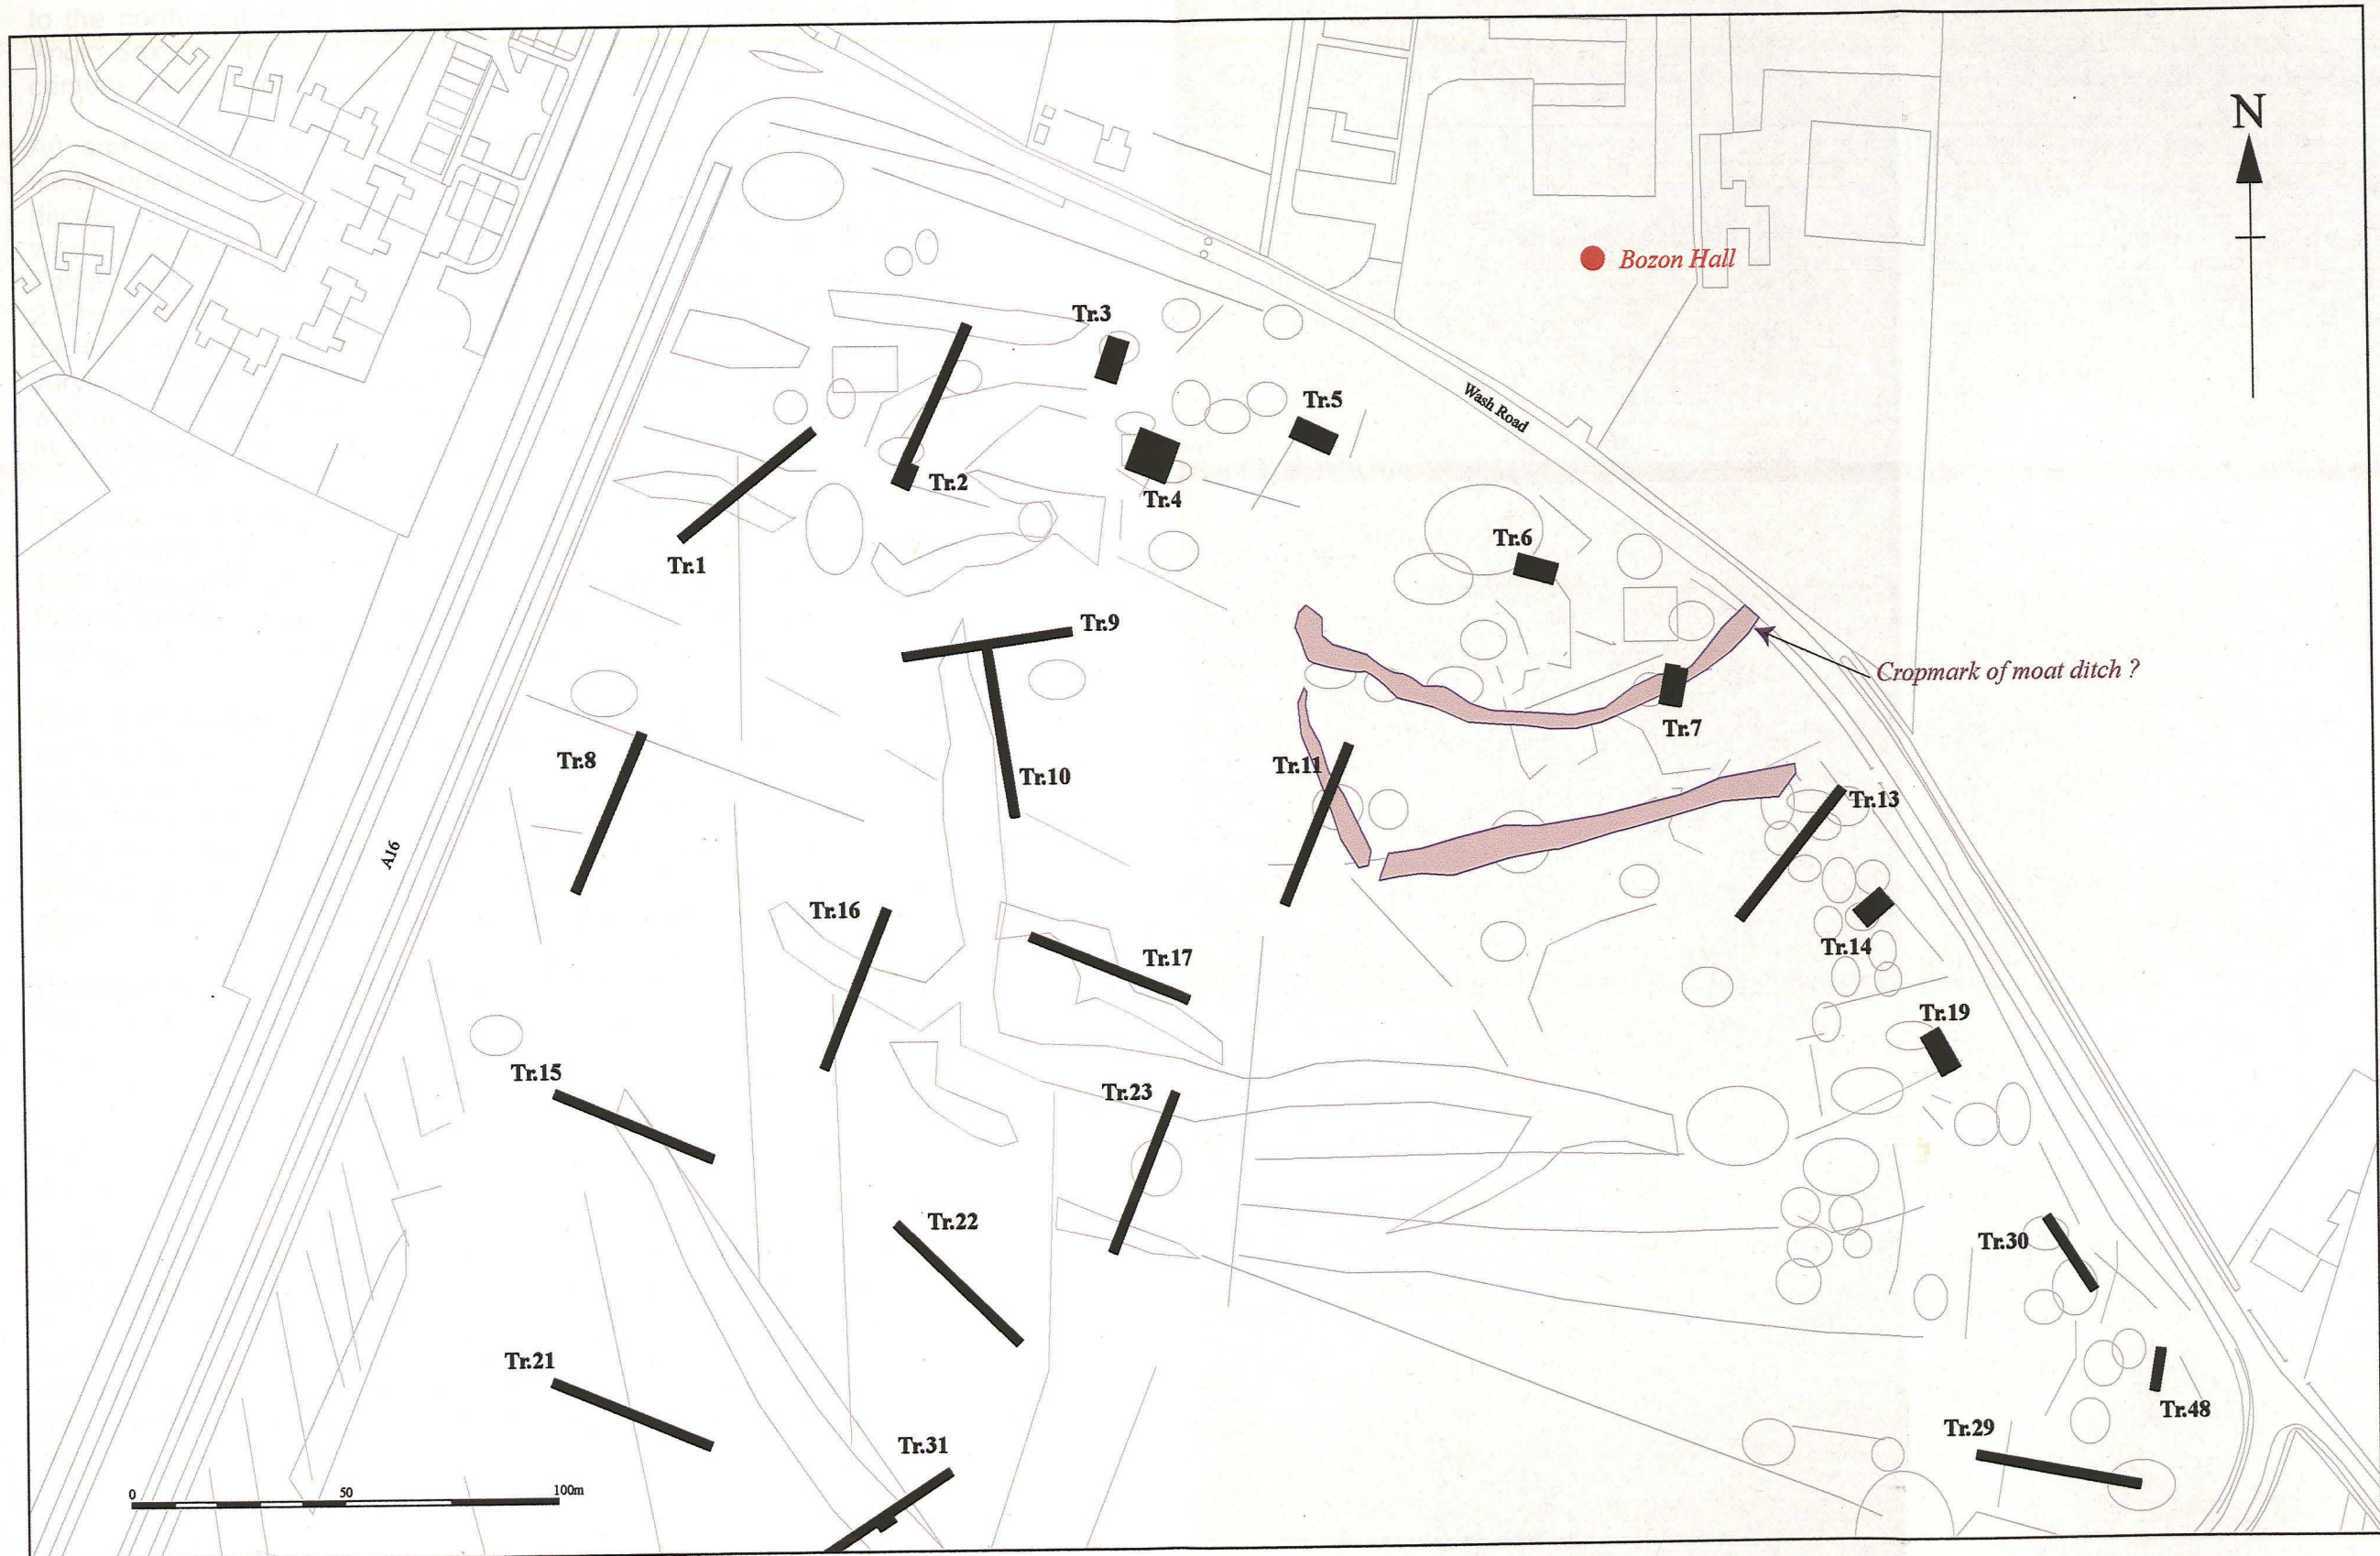 N
Bozon Hall
Tr.3
Tr.5
Wash Road
Tr.2
Tr.4
Tr.1
Tr.6
Tr.9
Cropmark of moat ditch ?
Tr.7
Tr.8
Tr.10
Tr.11
Tr.13
A16
Tr.16
Tr.17
Tr.14
Tr.19
Tr.15
Tr.23
Tr.22
Tr.30
Tr.21
Tr.48
Tr.29
Tr.31
0 50 100m